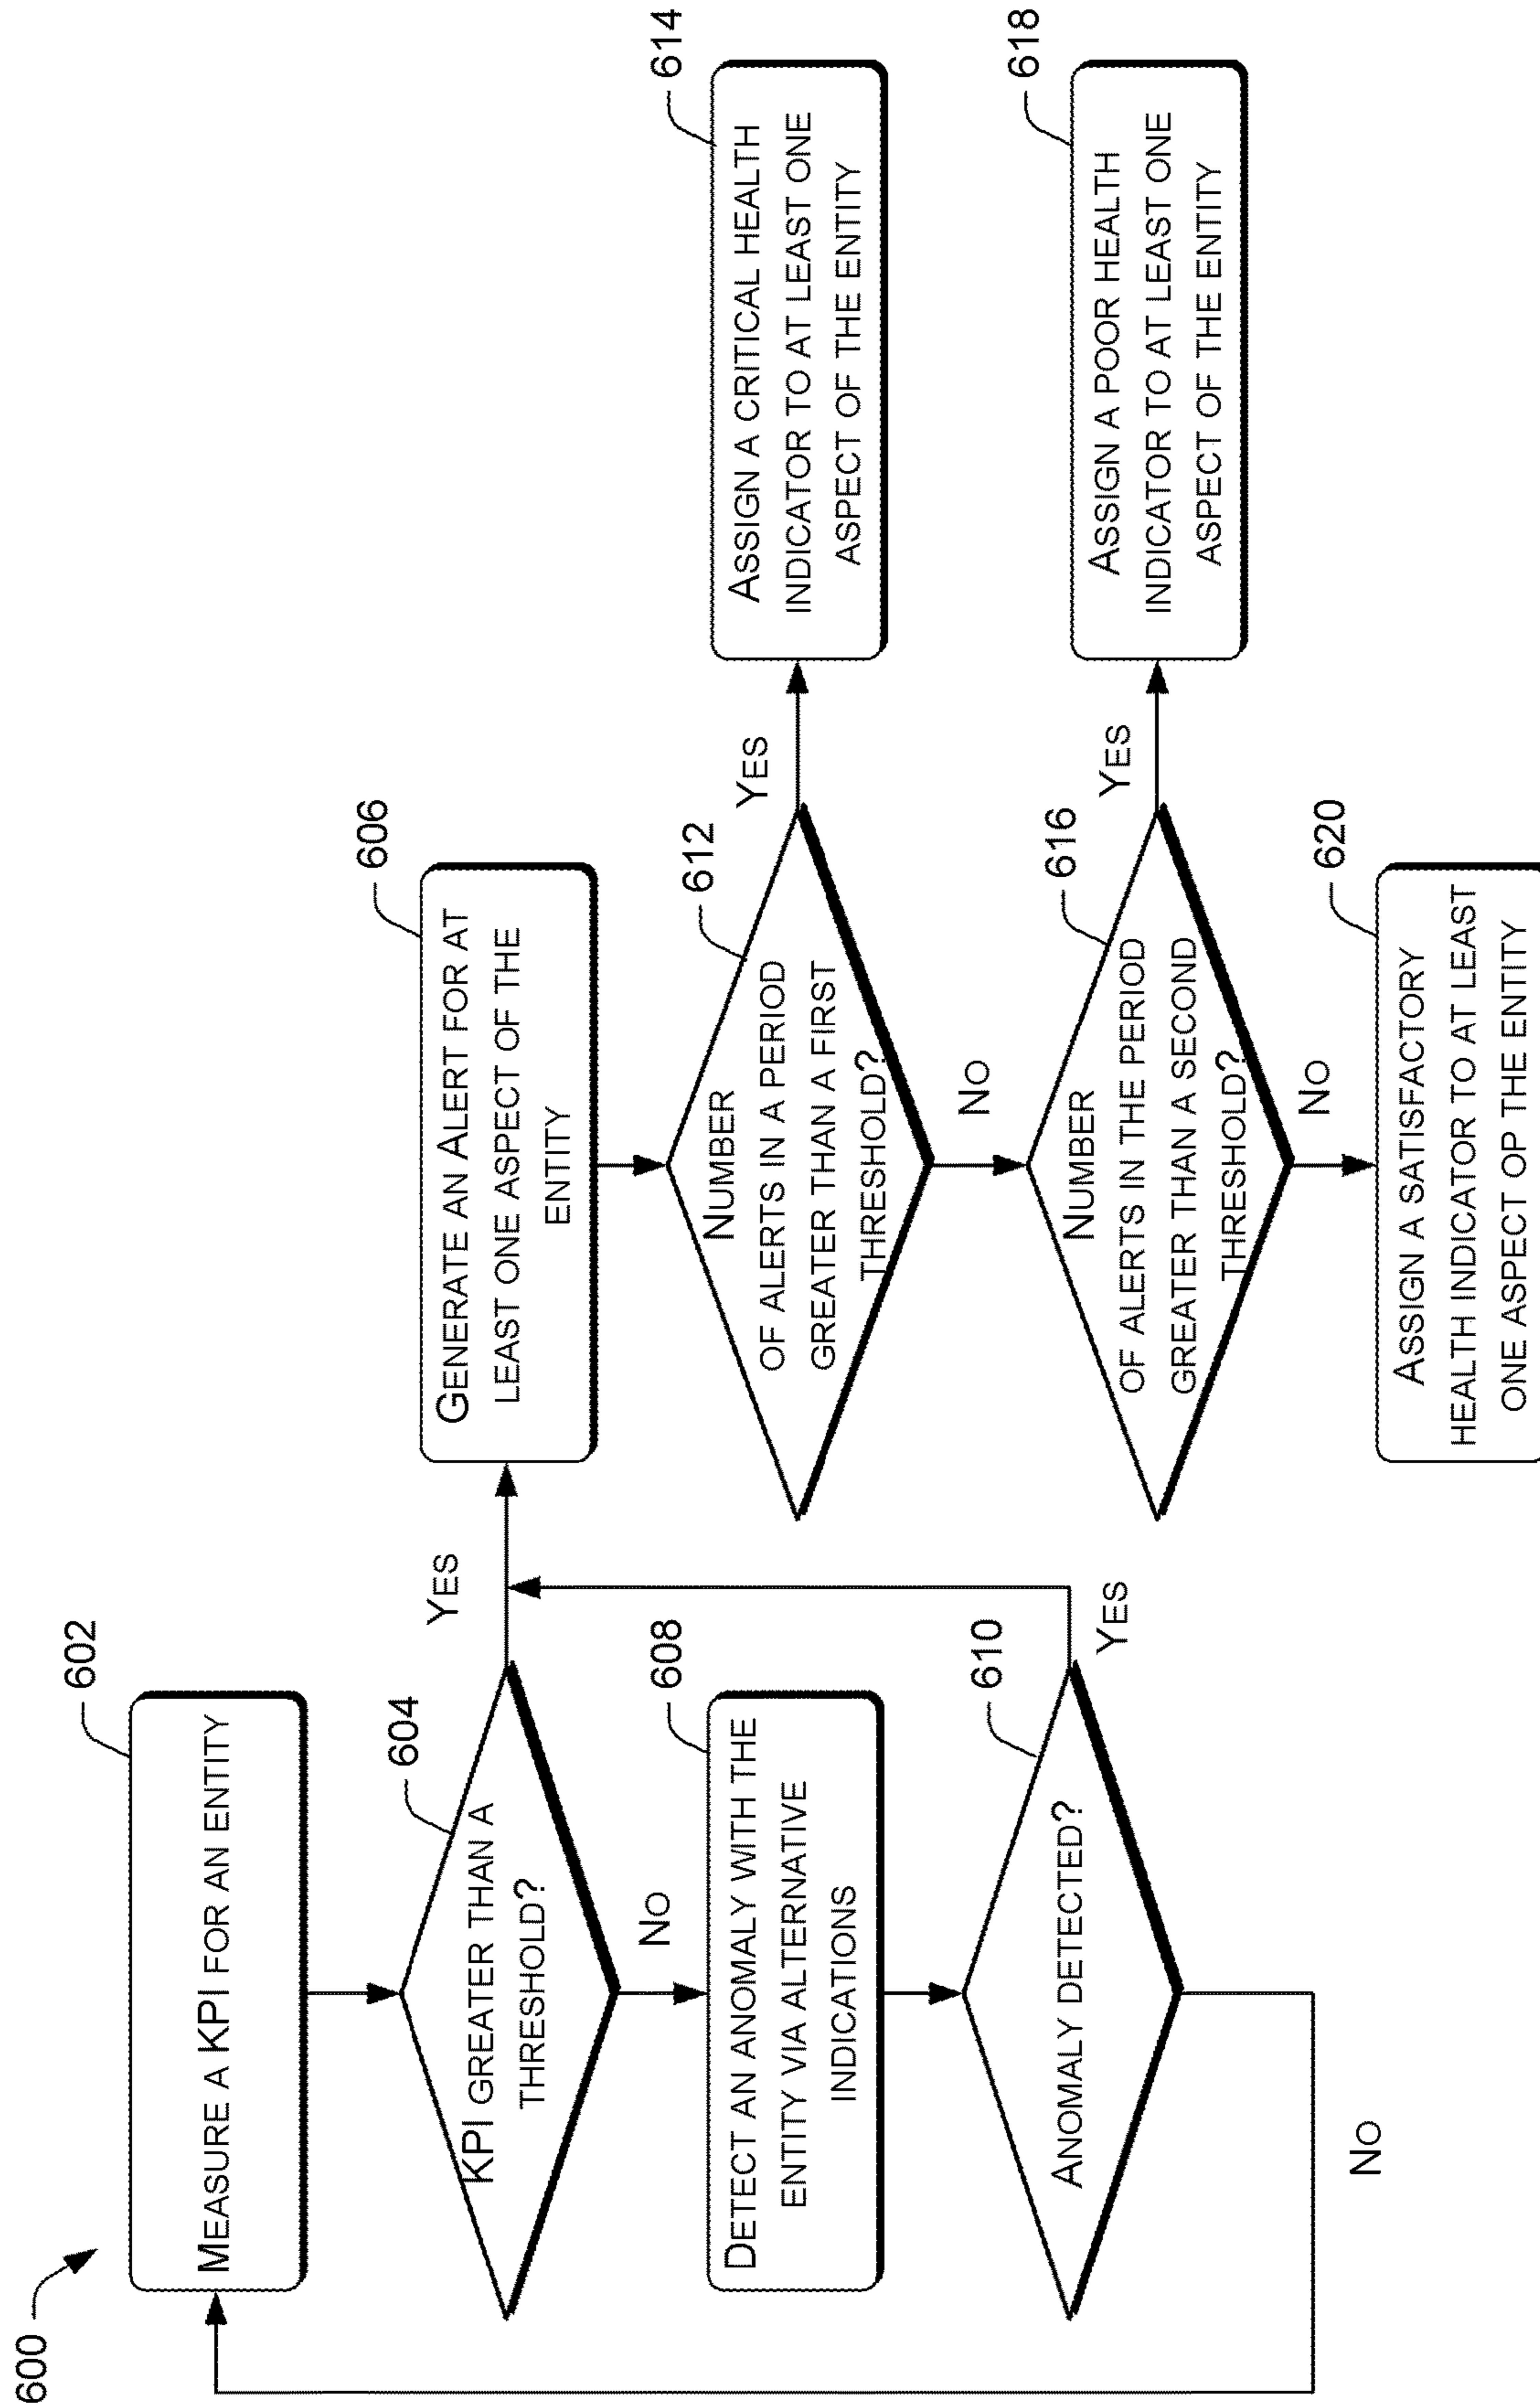 600
602
MEASURE A KPI FOR AN ENTITY
604
KPI GREATER THAN A
THRESHOLD?
YES
NO
608
DETECT AN ANOMALY WITH THE
ENTITY VIA ALTERNATIVE
INDICATIONS
610
ANOMALY DETECTED?
YES
NO
606
GENERATE AN ALERT FOR AT
LEAST ONE ASPECT OF THE
ENTITY
612
NUMBER
OF ALERTS IN A PERIOD
GREATER THAN A FIRST
THRESHOLD?
YES
NO
614
ASSIGN A CRITICAL HEALTH
INDICATOR TO AT LEAST ONE
ASPECT OF THE ENTITY
616
NUMBER
OF ALERTS IN THE PERIOD
GREATER THAN A SECOND
THRESHOLD?
YES
NO
618
ASSIGN A POOR HEALTH
INDICATOR TO AT LEAST ONE
ASPECT OF THE ENTITY
620
ASSIGN A SATISFACTORY
HEALTH INDICATOR TO AT LEAST
ONE ASPECT OP THE ENTITY